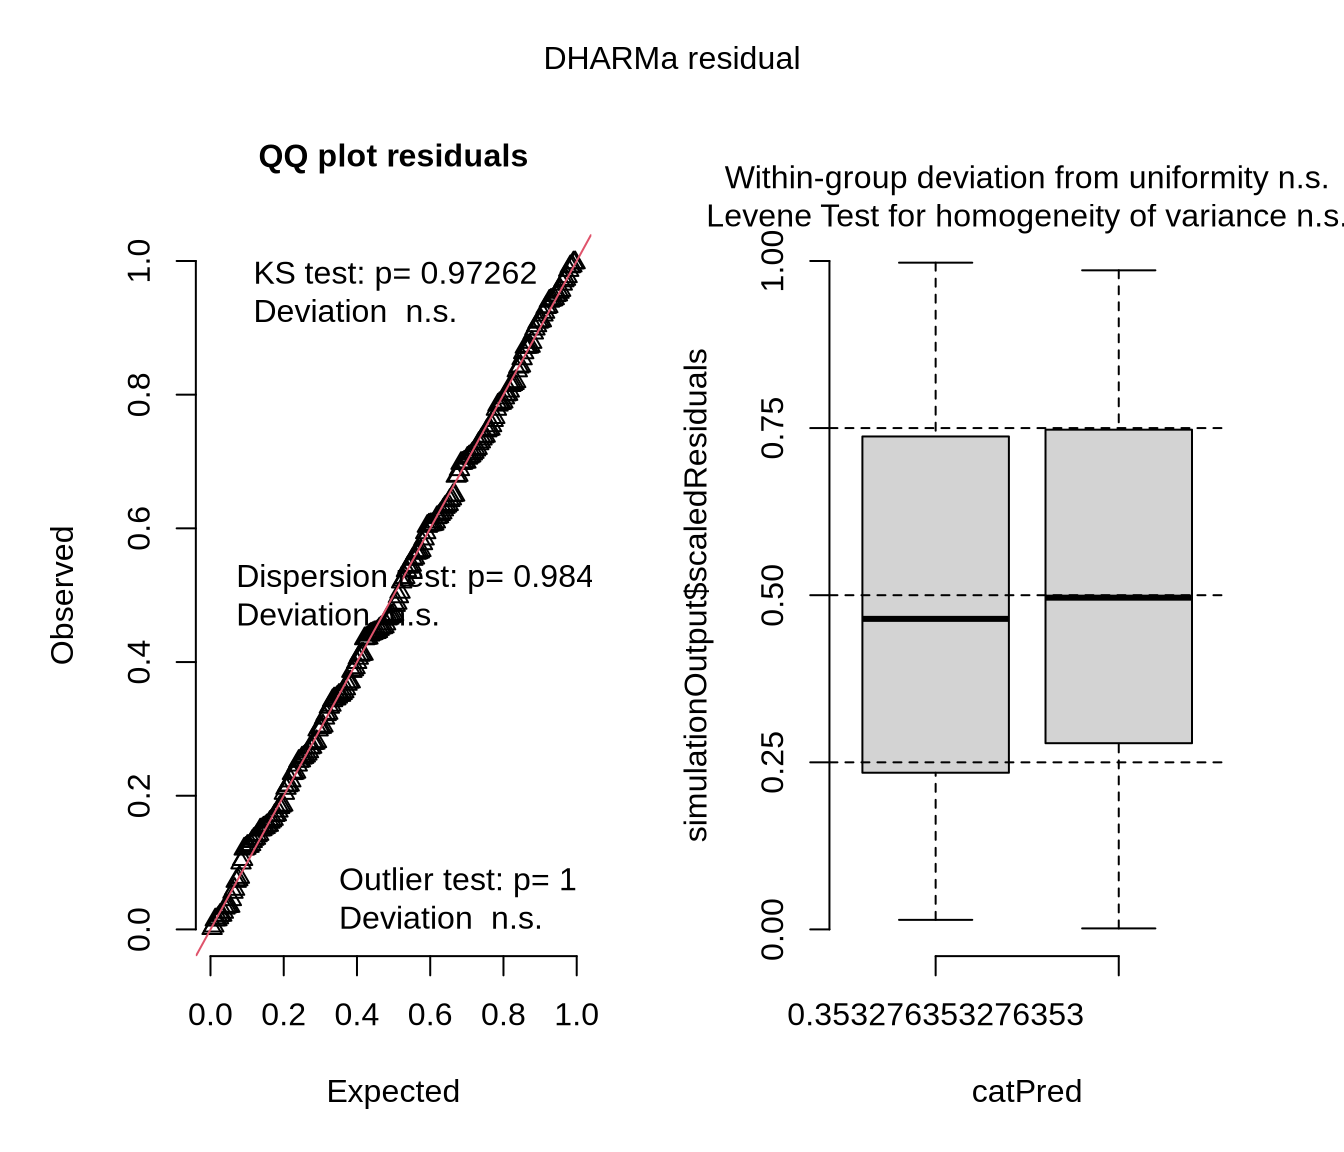 DHARMa residual
QQ plot residuals
KS test: p= 0.97262
Deviation n.s.
Dispersion test: p= 0.984
Deviation n.s.
Outlier test: p= 1
Deviation n.s.
Observed
0.0 0.2 0.4 0.6 0.8 1.0
0.0 0.2 0.4 0.6 0.8 1.0
Expected
Within-group deviation from uniformity n.s.
Levene Test for homogeneity of variance n.s.
simulationOutput$scaledResiduals
0.00 0.25 0.50 0.75 1.00
0.353276353276353
catPred